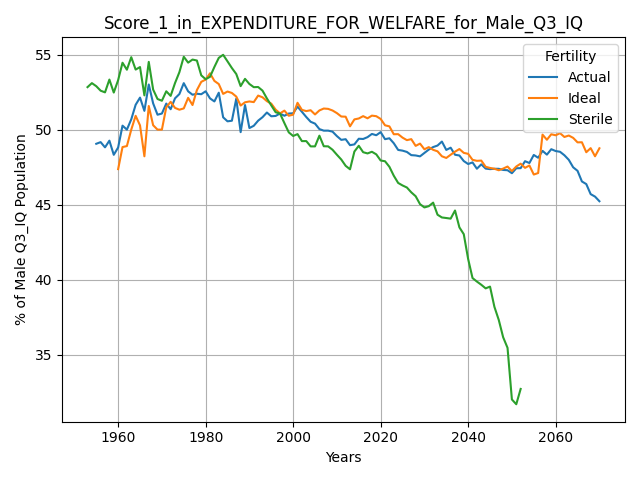 Score_1_in_EXPENDITURE_FOR_WELFARE_for_Male_Q3_IQ
% of Male Q3_IQ Population
55
50
45
40
35
Fertility
Actual
Ideal
Sterile
1960 1980 2000 2020 2040 2060
Years